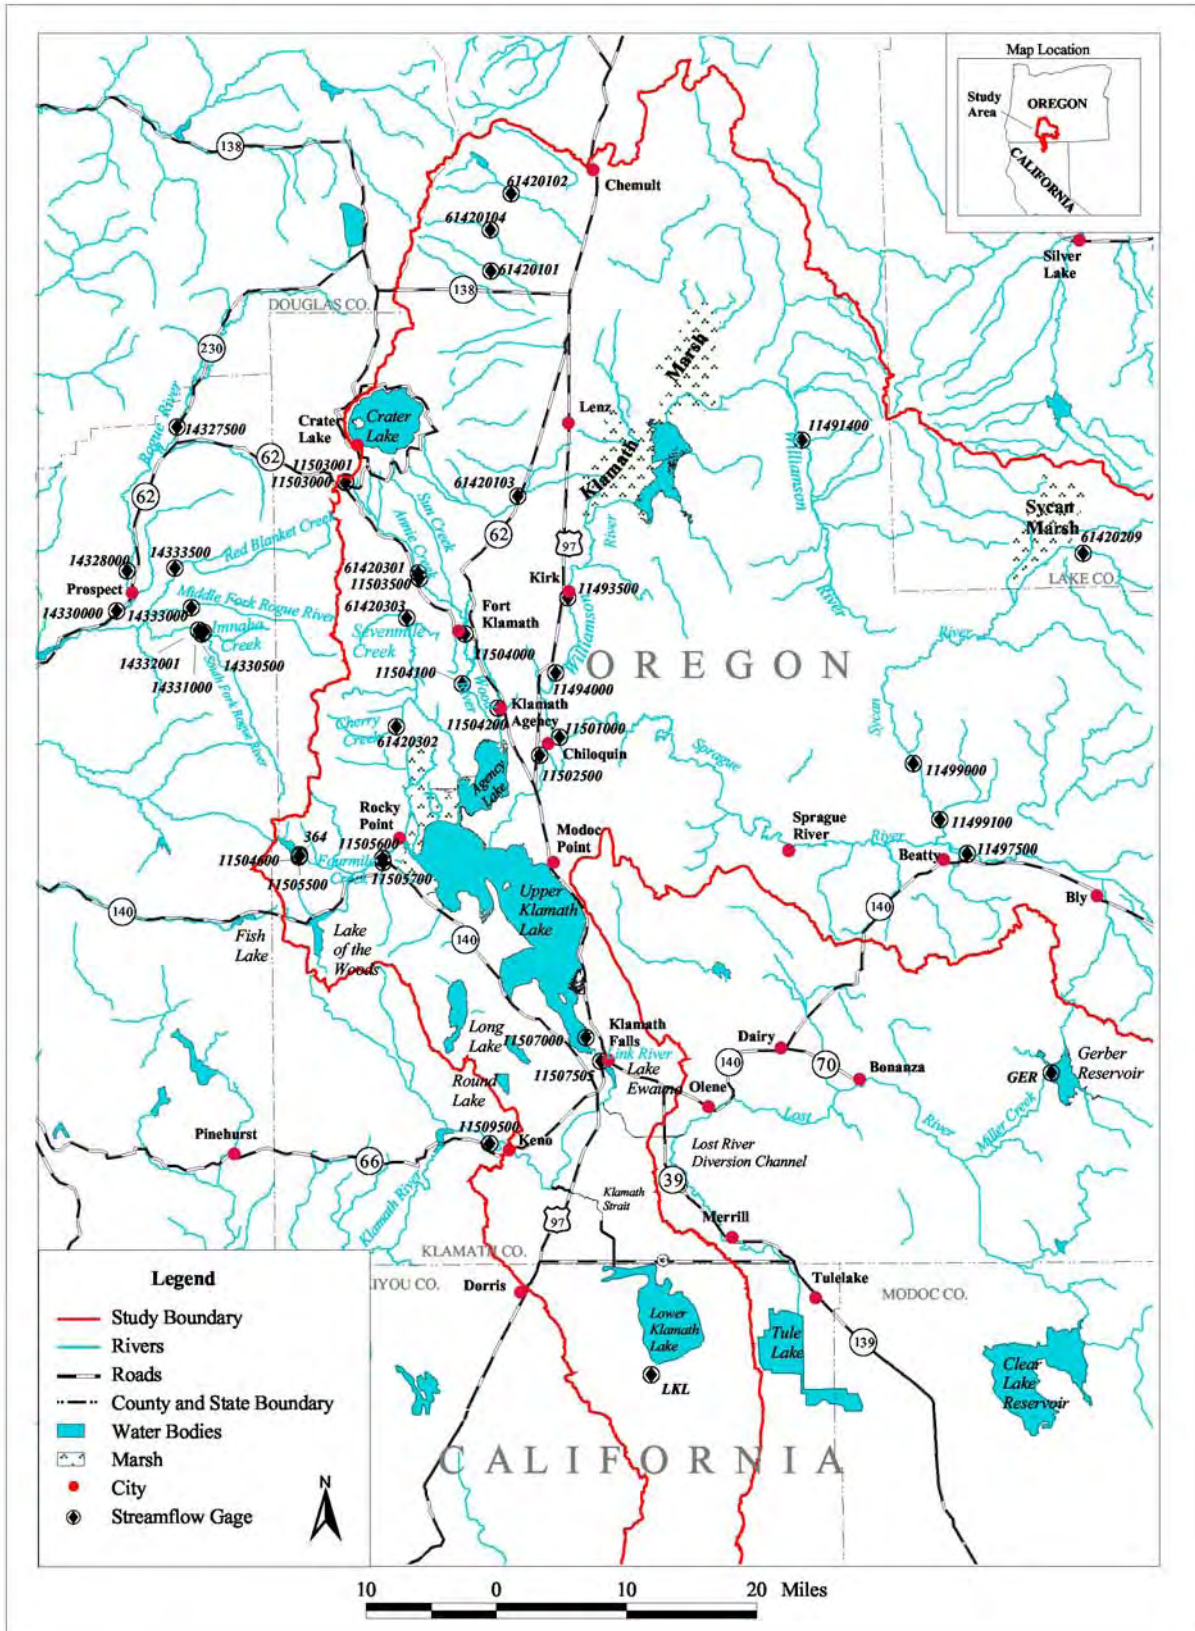 Map Location
Study
Area
OREGON
CALIFORNIA
138
Chemult
61420102
61420104
61420101
138
Silver
Lake
DOUGLAS CO.
230
Marsh
Rogue River
14327500
Crater
Lake
Crater
Lake
Lenz
Klamath
11491400
Williamson
62
11503001
11503000
62
61420103
Sun Creek
Annie Creek
62
97
River
Sycan
Marsh
61420209
LAKE CO.
14328000
14333500
Red Blanket Creek
Prospect
61420301
11503500
Kirk
11493500
14330000
14333000
Middle Fork Rogue River
61420303
Fort
Klamath
River
Imnaha
Creek
Sevenmile
Creek
11504000
Williamson
River
14332001
14330500
14331000
South Fork Rogue River
OREGON
11504100
11494000
Wood
River
Klamath
Agency
11504200
11501000
Cherry
Creek
61420302
Chiloquin
11502500
Sycan
Sprague
11499000
Agency
Lake
Rocky
Point
Sprague
River
11499100
364
11505600
Modoc
Point
River
11504600
Fourmile
Creek
Beatty
11497500
11505500
11505700
Upper
Klamath
Lake
140
Bly
140
Fish
Lake
Lake
of the
Woods
140
Long
Lake
11507000
Klamath
Falls
Dairy
Link River
140
70
Gerber
Reservoir
11507505
Lake
Ewauna
Bonanza
GER
Round
Lake
Olene
Lost
River
Miller Creek
11509500
Pinehurst
Keno
66
Lost River
Diversion Channel
39
Klamath River
Klamath
Strait
97
Merrill
KLAMATH CO.
IYOU CO.
Dorris
Tulelake
MODOC CO.
Lower
Klamath
Lake
Tule
Lake
139
Clear
Lake
Reservoir
LKL
CALIFORNIA
Legend
Study Boundary
Rivers
Roads
County and State Boundary
Water Bodies
Marsh
City
Streamflow Gage
N
10 0 10 20 Miles